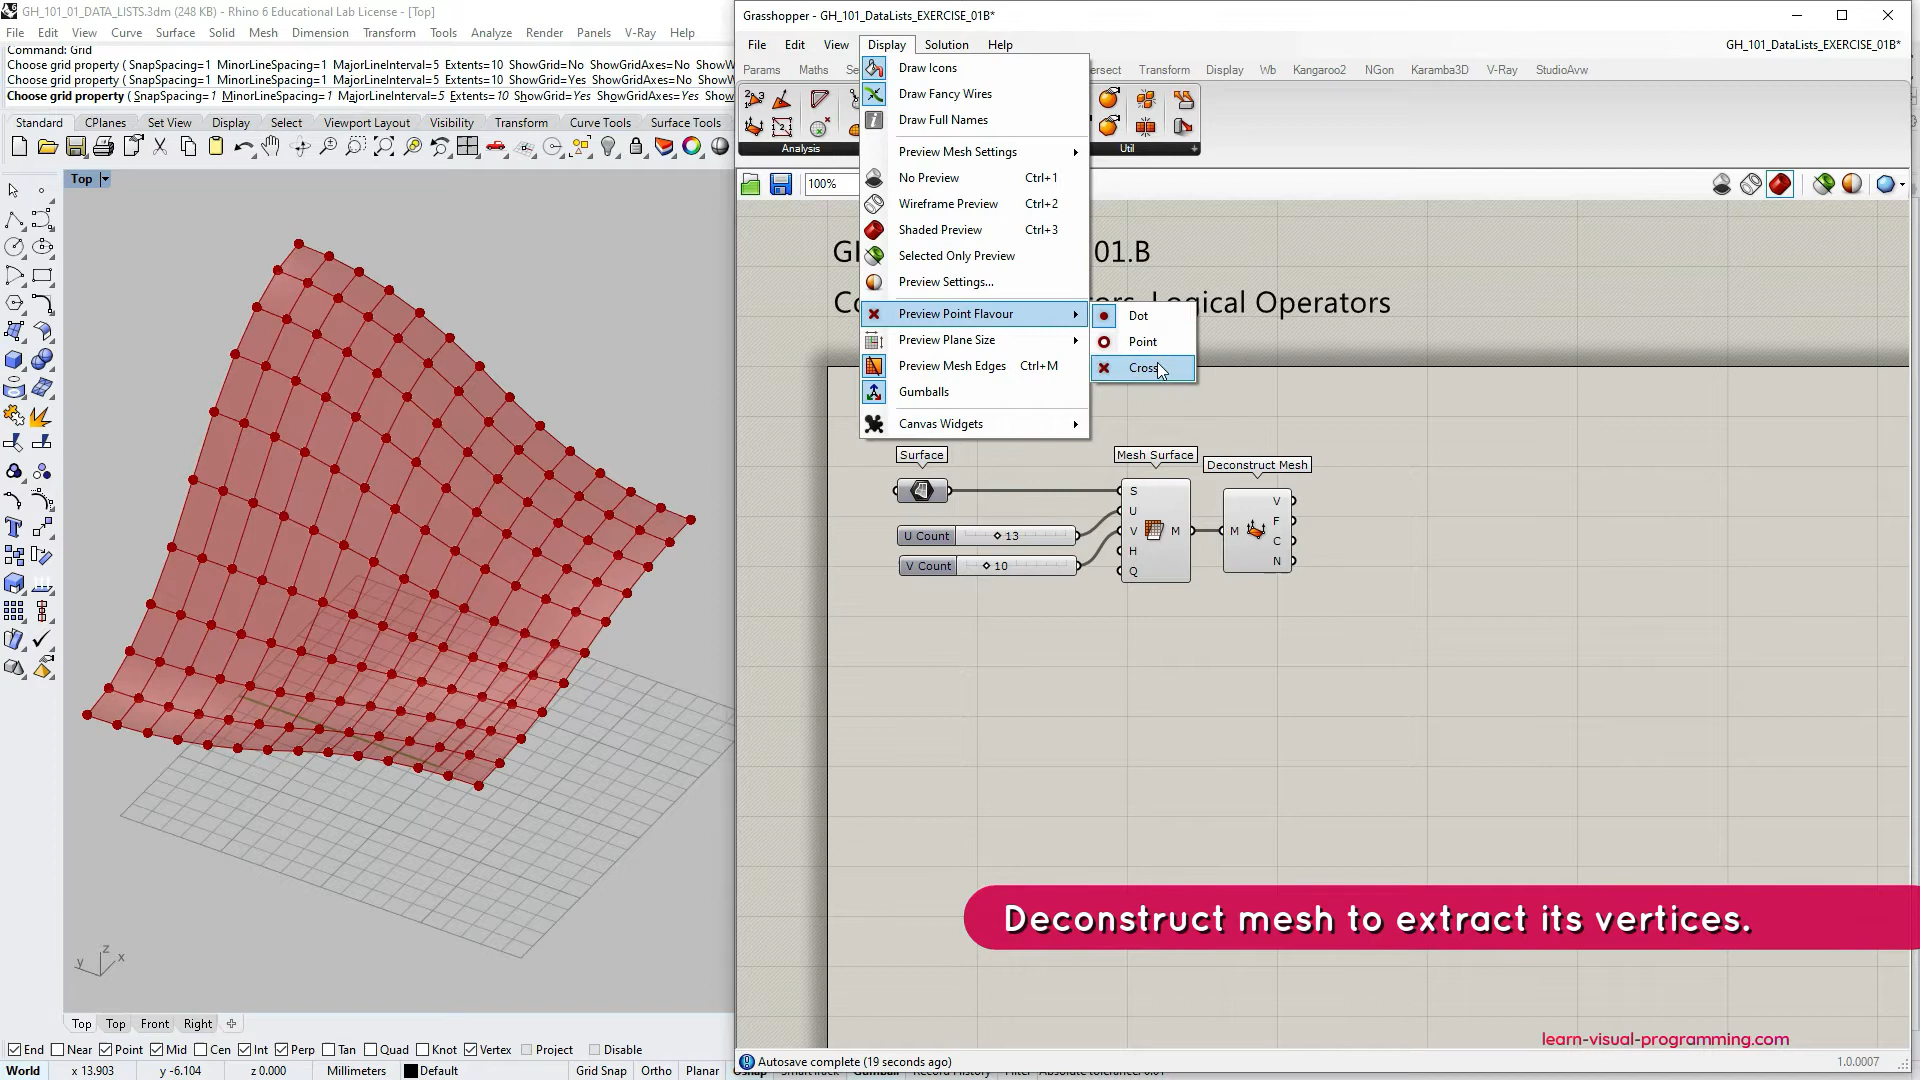 GH_101_01_DATA_LISTS.3dm (248 KB) - Rhino 6 Educational Lab License - [Top]
File Edit View Curve Surface Solid Mesh Dimension Transform Tools Analyze Render Panels V-Ray Help
Command: Grid
Choose grid property ( SnapSpacing=1 MinorLineSpacing=1 MajorLineInterval=5 Extents=10 ShowGrid=No ShowGridAxes=No ShowW
Choose grid property ( SnapSpacing=1 MinorLineSpacing=1 MajorLineInterval=5 Extents=10 ShowGrid=Yes ShowGridAxes=No Show
Choose grid property ( SnapSpacing=1 MinorLineSpacing=1 MajorLineInterval=5 Extents=10 ShowGrid=Yes ShowGridAxes=Yes Show
Standard CPlanes Set View Display Select Viewport Layout Visibility Transform Curve Tools Surface Tools
Top
z
y x
Top Top Front Right
End Near Point Mid Cen Int Perp Tan Quad Knot Vertex Project Disable
World x 13.903 y -6.104 z 0.000 Millimeters Default Grid Snap Ortho Planar
Grasshopper - GH_101_DataLists_EXERCISE_01B*
File Edit View Display Solution Help GH_101_DataLists_EXERCISE_01B*
Params Maths Se ersect Transform Display Wb Kangaroo2 NGon Karamba3D V-Ray StudioAvw
Analysis Util
100%
Draw Icons
Draw Fancy Wires
Draw Full Names
Preview Mesh Settings
No Preview Ctrl+1
Wireframe Preview Ctrl+2
Shaded Preview Ctrl+3
Selected Only Preview
Preview Settings...
Preview Point Flavour
Preview Plane Size
Preview Mesh Edges Ctrl+M
Gumballs
Canvas Widgets
Dot
Point
Cross
01.B
Logical Operators
Surface Mesh Surface Deconstruct Mesh
S
U
V M
H
Q
U Count 13
V Count 10
M V
F
C
N
Deconstruct mesh to extract its vertices.
learn-visual-programming.com
Autosave complete (19 seconds ago) 1.0.0007